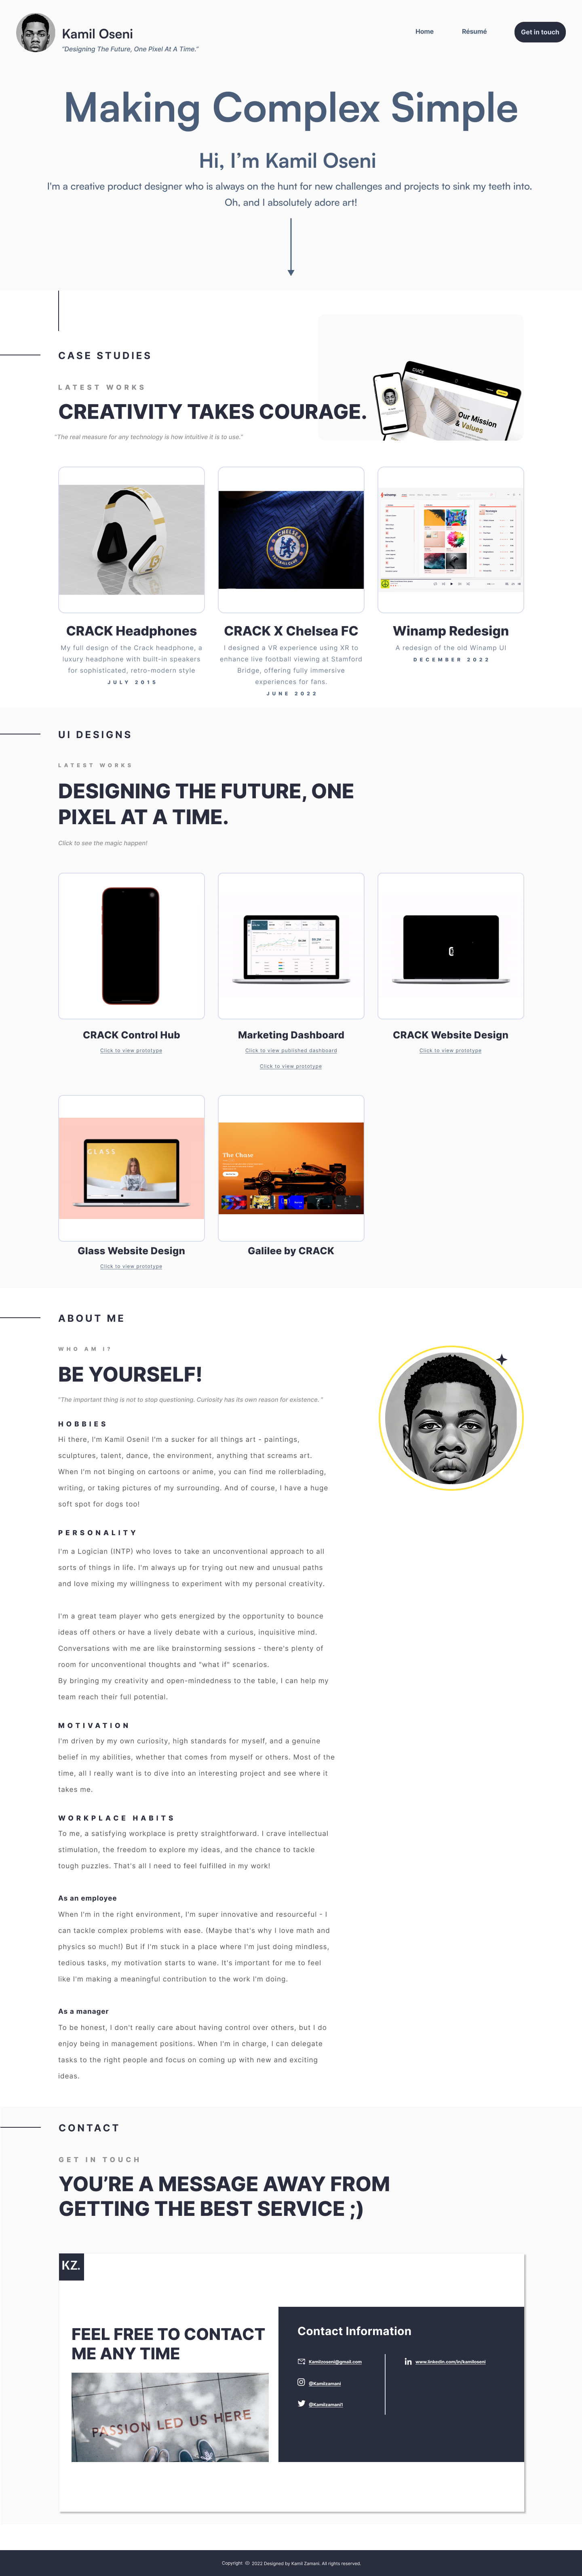 Kamil Oseni
"Designing The Future, One Pixel At A Time."
Home
Résumé
Get in touch
Making Complex Simple
Hi, I'm Kamil Oseni
I'm a creative product designer who is always on the hunt for new challenges and projects to sink my teeth into.
Oh, and I absolutely adore art!
CASE STUDIES
LATEST WORKS
CREATIVITY TAKES COURAGE.
"The real measure for any technology is how intuitive it is to use."
Our Mission
& Values
CHELSEA
winamp
CRACK Headphones
My full design of the Crack headphone, a
luxury headphone with built-in speakers
for sophisticated, retro-modern style
JULY 2015
CRACK X Chelsea FC
I designed a VR experience using XR to
enhance live football viewing at Stamford
Bridge, offering fully immersive
experiences for fans.
JUNE 2022
Winamp Redesign
A redesign of the old Winamp UI
DECEMBER 2022
UI DESIGNS
LATEST WORKS
DESIGNING THE FUTURE, ONE
PIXEL AT A TIME.
Click to see the magic happen!
CRACK Control Hub
Click to view prototype
Marketing Dashboard
Click to view published dashboard
Click to view prototype
CRACK Website Design
Click to view prototype
GLASS
The Chase
Glass Website Design
Click to view prototype
Galilee by CRACK
ABOUT ME
WHO AM I?
BE YOURSELF!
"The important thing is not to stop questioning. Curiosity has its own reason for existence. "
HOBBIES
Hi there, I'm Kamil Oseni! I'm a sucker for all things art - paintings,
sculptures, talent, dance, the environment, anything that screams art.
When I'm not binging on cartoons or anime, you can find me rollerblading,
writing, or taking pictures of my surrounding. And of course, I have a huge
soft spot for dogs too!
PERSONALITY
I'm a Logician (INTP) who loves to take an unconventional approach to all
sorts of things in life. I'm always up for trying out new and unusual paths
and love mixing my willingness to experiment with my personal creativity.
I'm a great team player who gets energized by the opportunity to bounce
ideas off others or have a lively debate with a curious, inquisitive mind.
Conversations with me are like brainstorming sessions - there's plenty of
room for unconventional thoughts and "what if" scenarios.
By bringing my creativity and open-mindedness to the table, I can help my
team reach their full potential.
MOTIVATION
I'm driven by my own curiosity, high standards for myself, and a genuine
belief in my abilities, whether that comes from myself or others. Most of the
time, all I really want is to dive into an interesting project and see where it
takes me.
WORKPLACE HABITS
To me, a satisfying workplace is pretty straightforward. I crave intellectual
stimulation, the freedom to explore my ideas, and the chance to tackle
tough puzzles. That's all I need to feel fulfilled in my work!
As an employee
When I'm in the right environment, I'm super innovative and resourceful - I
can tackle complex problems with ease. (Maybe that's why I love math and
physics so much!) But if I'm stuck in a place where I'm just doing mindless,
tedious tasks, my motivation starts to wane. It's important for me to feel
like I'm making a meaningful contribution to the work I'm doing.
As a manager
To be honest, I don't really care about having control over others, but I do
enjoy being in management positions. When I'm in charge, I can delegate
tasks to the right people and focus on coming up with new and exciting
ideas.
CONTACT
GET IN TOUCH
YOU'RE A MESSAGE AWAY FROM
GETTING THE BEST SERVICE ;)
KZ.
FEEL FREE TO CONTACT
ME ANY TIME
PASSION LED US HERE
Contact Information
Kamilzoseni@gmail.com
www.linkedin.com/in/kamiloseni
@Kamilzamani
@Kamilzamani1
Copyright © 2022 Designed by Kamil Zamani. All rights reserved.